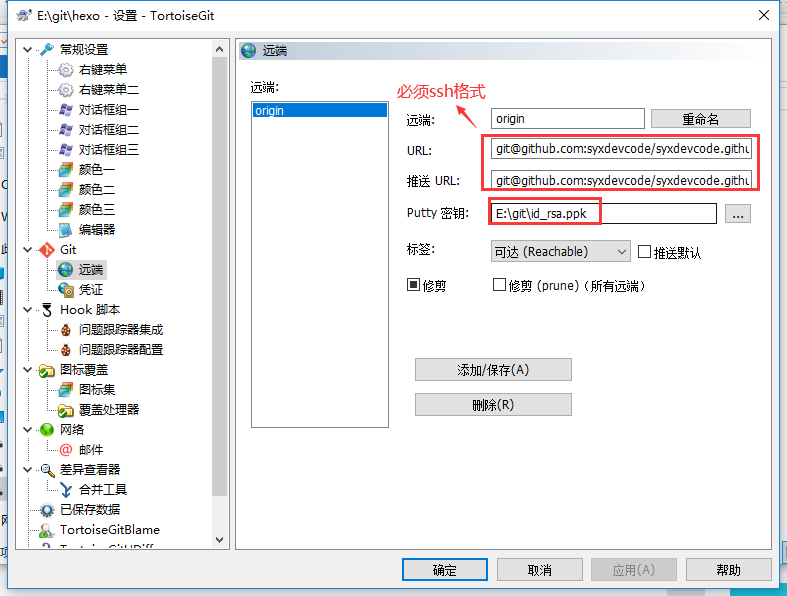 E:\git\hexo - 设置 - TortoiseGit
常规设置
右键菜单
右键菜单二
对话框组一
对话框组二
对话框组三
颜色一
颜色二
颜色三
编辑器
Git
远端
凭证
Hook 脚本
问题跟踪器集成
问题跟踪器配置
图标覆盖
图标集
覆盖处理器
网络
邮件
差异查看器
合并工具
已保存数据
TortoiseGitBlame
远端
远端:
origin
必须ssh格式
远端: origin 重命名
URL: git@github.com:syxdevcode/syxdevcode.githu
推送 URL: git@github.com:syxdevcode/syxdevcode.githu
Putty 密钥: E:\git\id_rsa.ppk ...
标签: 可达 (Reachable) 推送默认
修剪 修剪 (prune)（所有远端）
添加/保存(A)
删除(R)
确定 取消 应用(A) 帮助